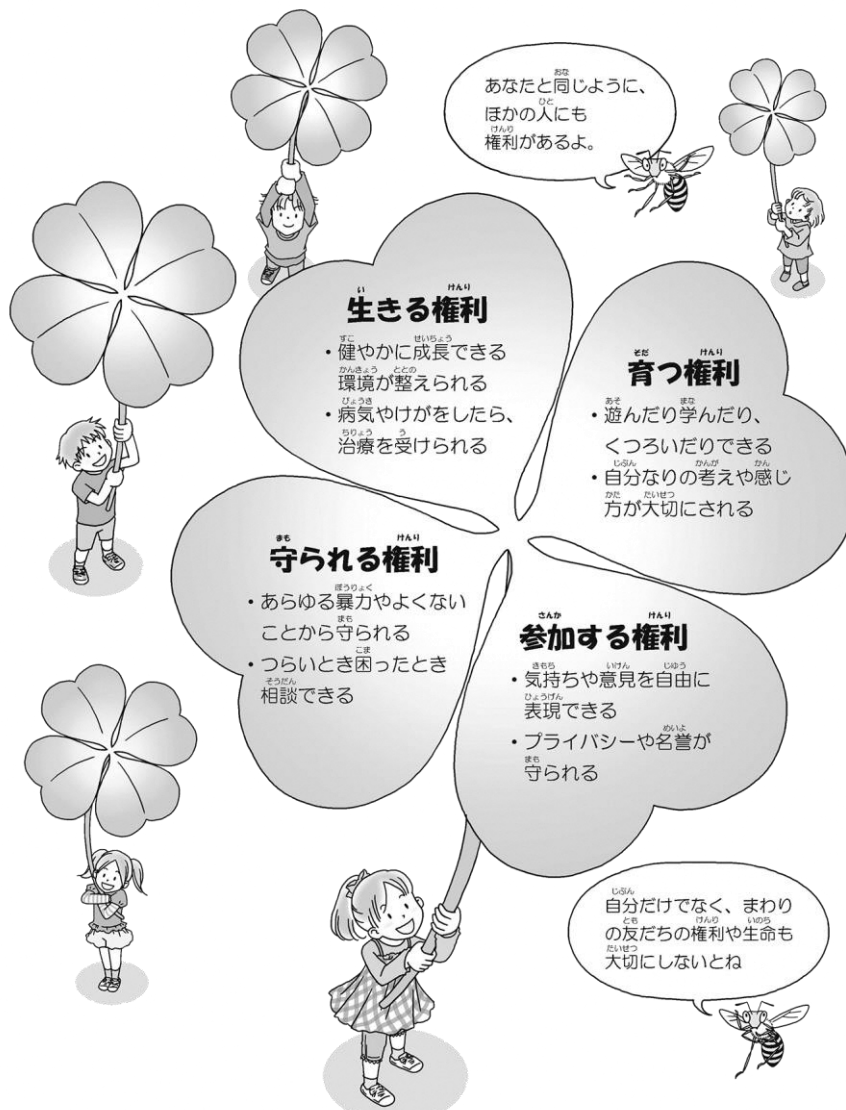 あなたと同じように、
ほかの人にも
権利があるよ。
生きる権利
・健やかに成長できる
環境が整えられる
・病気やけがをしたら、
治療を受けられる
育つ権利
・遊んだり学んだり、
くつろいだりできる
・自分なりの考えや感じ
方が大切にされる
守られる権利
・あらゆる暴力やよくない
ことから守られる
・つらいとき困ったとき
相談できる
参加する権利
・気持ちや意見を自由に
表現できる
・プライバシーや名誉が
守られる
自分だけでなく、まわり
の友だちの権利や生命も
大切にしないとね